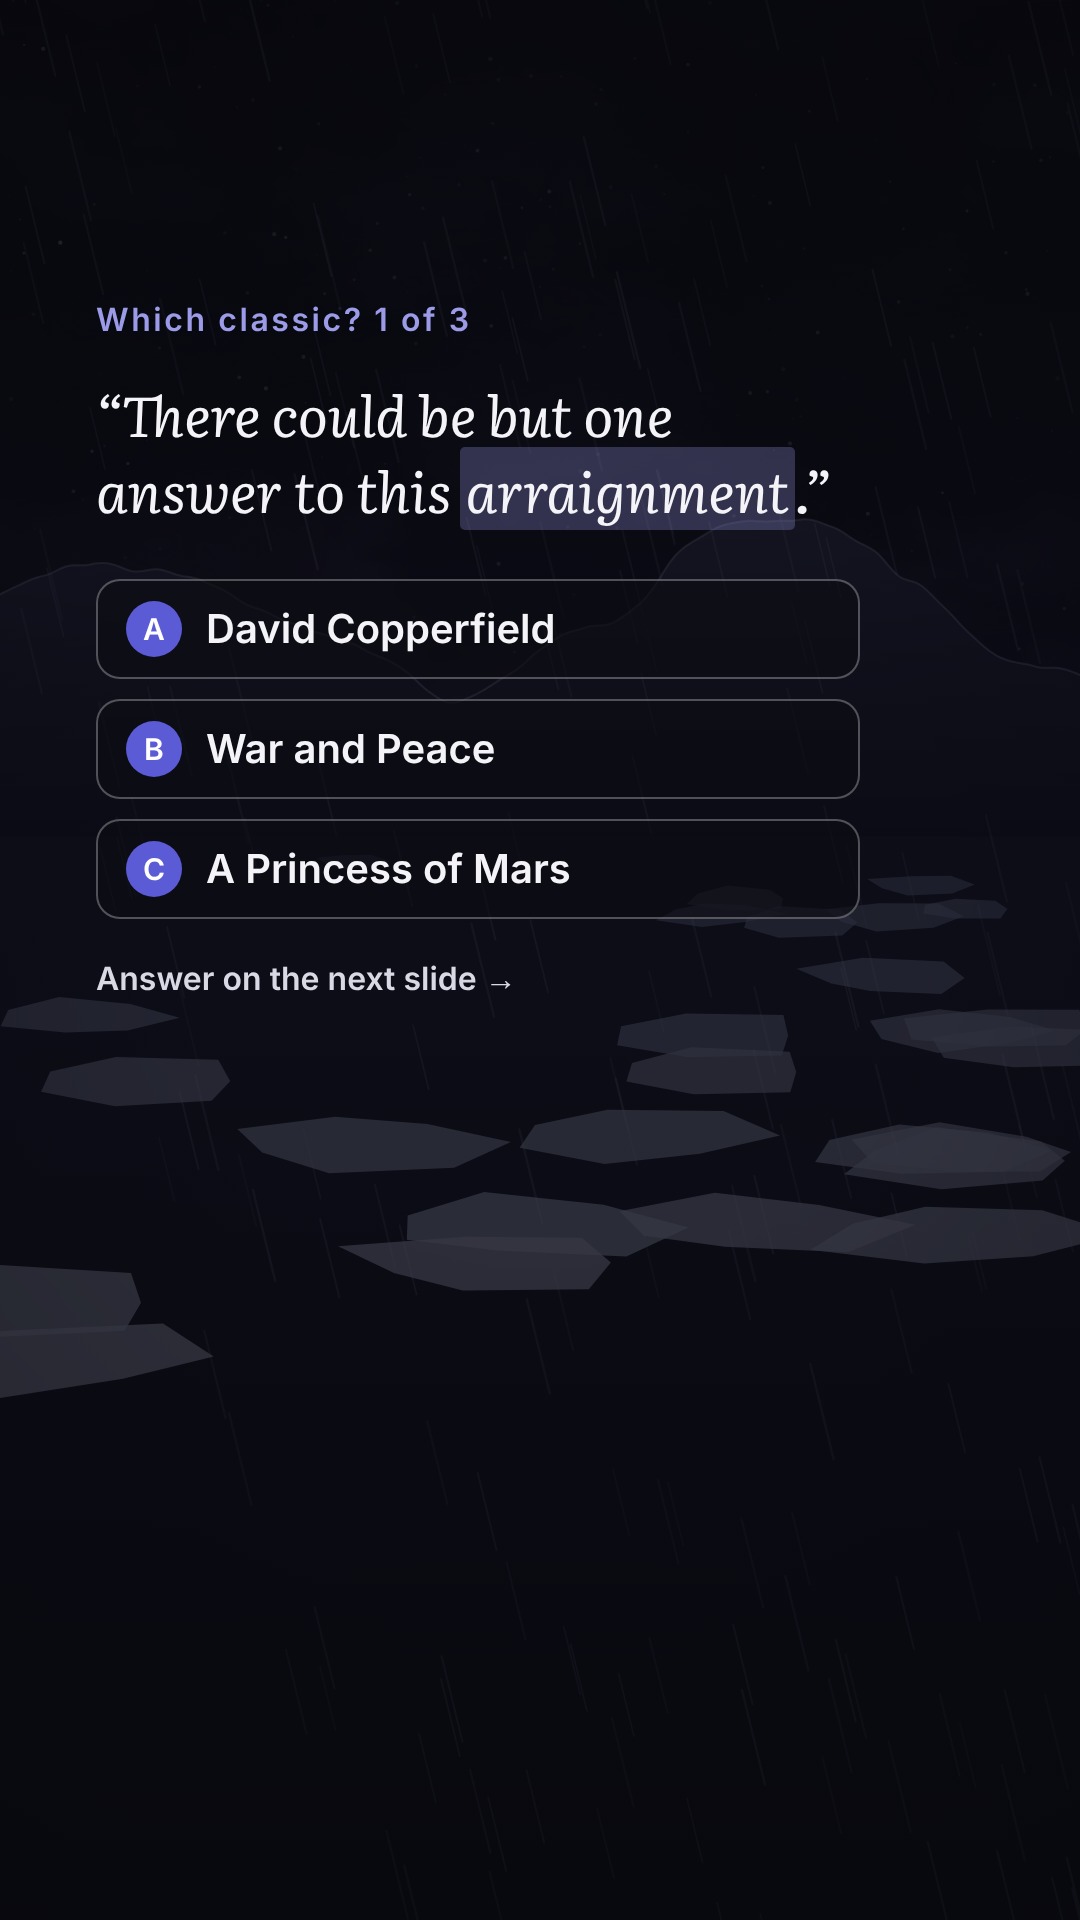 Which classic? 1 of 3
“There could be but one
answer to this arraignment.”
A David Copperfield
B War and Peace
C A Princess of Mars
Answer on the next slide →